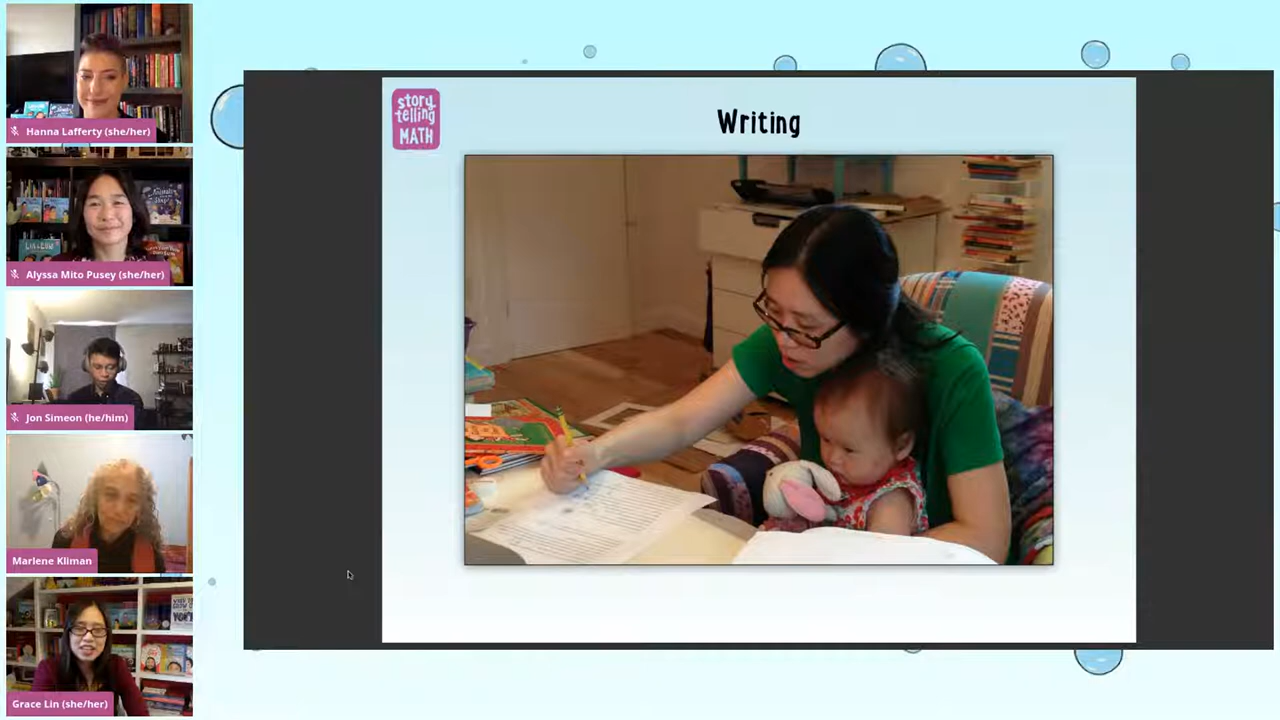 Hanna Lafferty (she/her)
Alyssa Mito Pusey (she/her)
Jon Simeon (he/him)
Marlene Kliman
Grace Lin (she/her)
story
telling
MATH
Writing